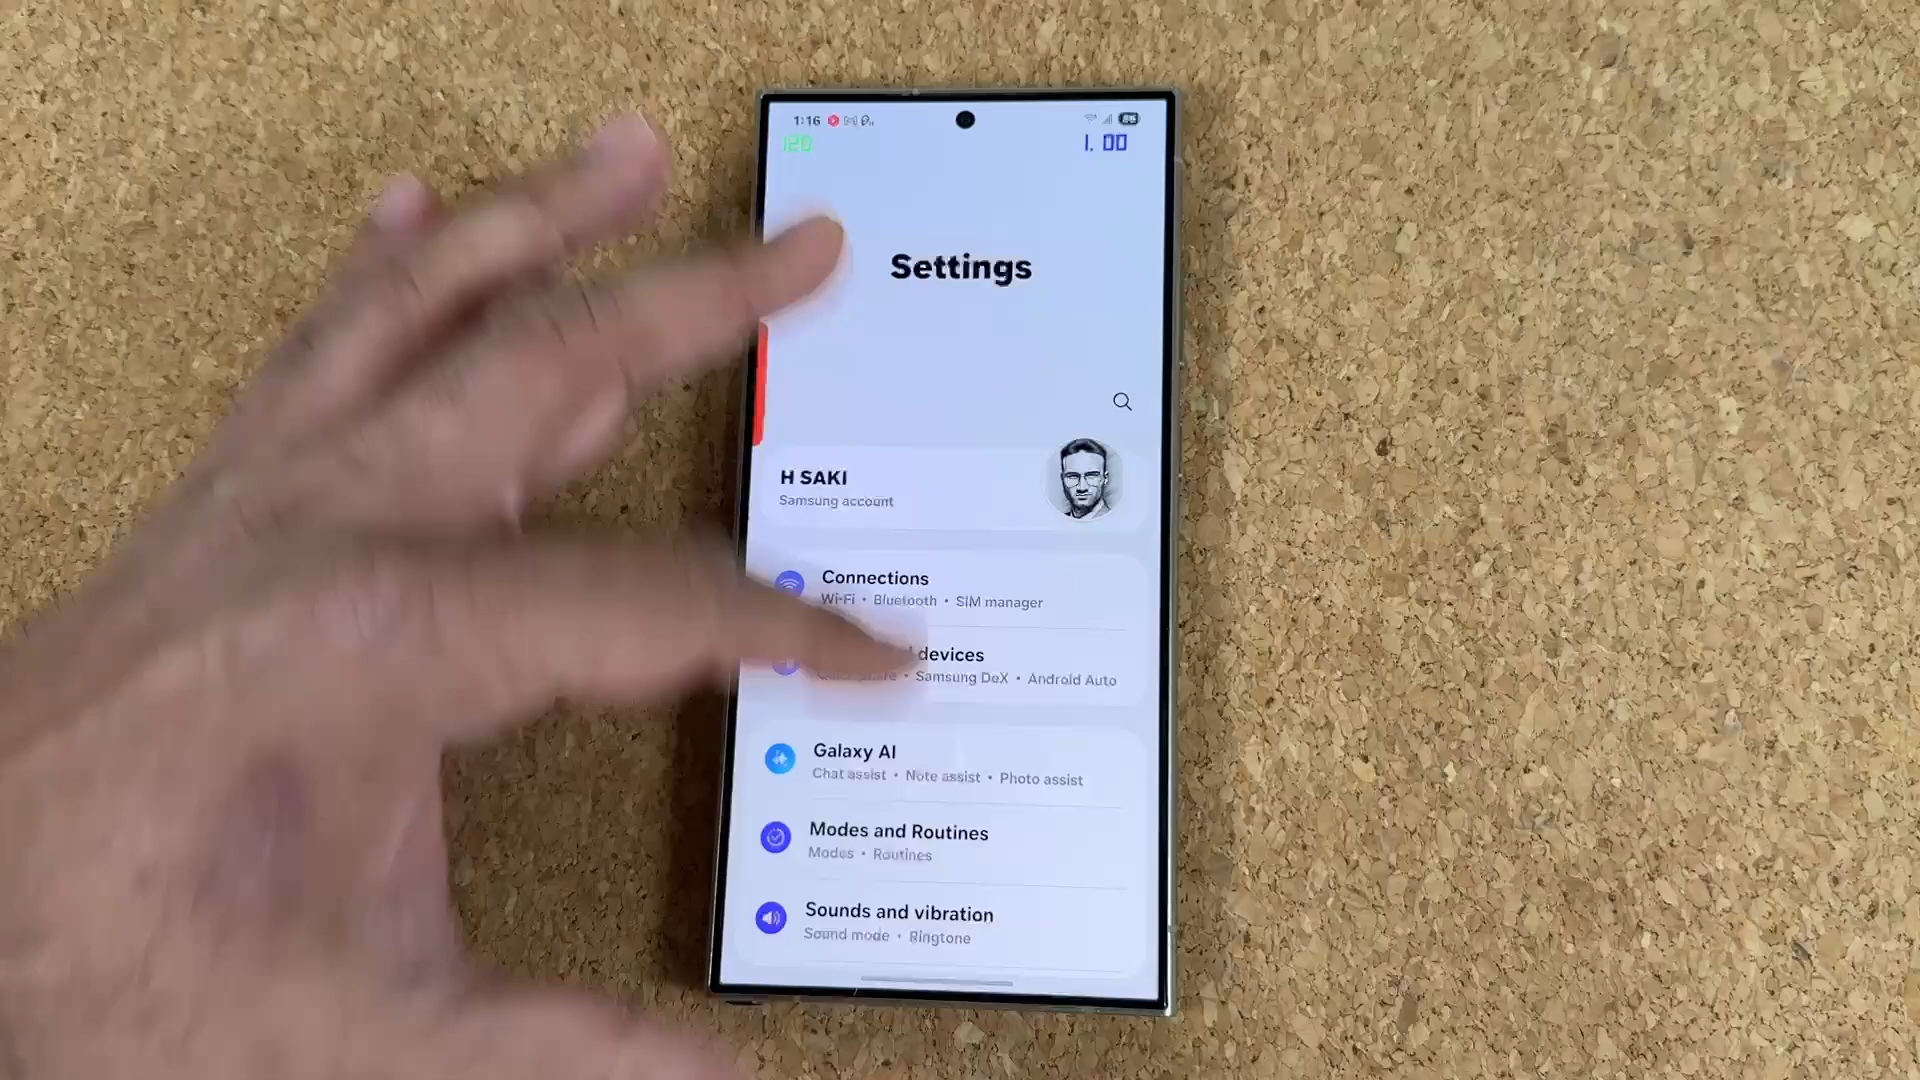 1:16 86
120 1.00
Settings
H SAKI
Samsung account
Connections
Wi-Fi • Bluetooth • SIM manager
devices
• Samsung DeX • Android Auto
Galaxy AI
Chat assist • Note assist • Photo assist
Modes and Routines
Modes • Routines
Sounds and vibration
Sound mode • Ringtone